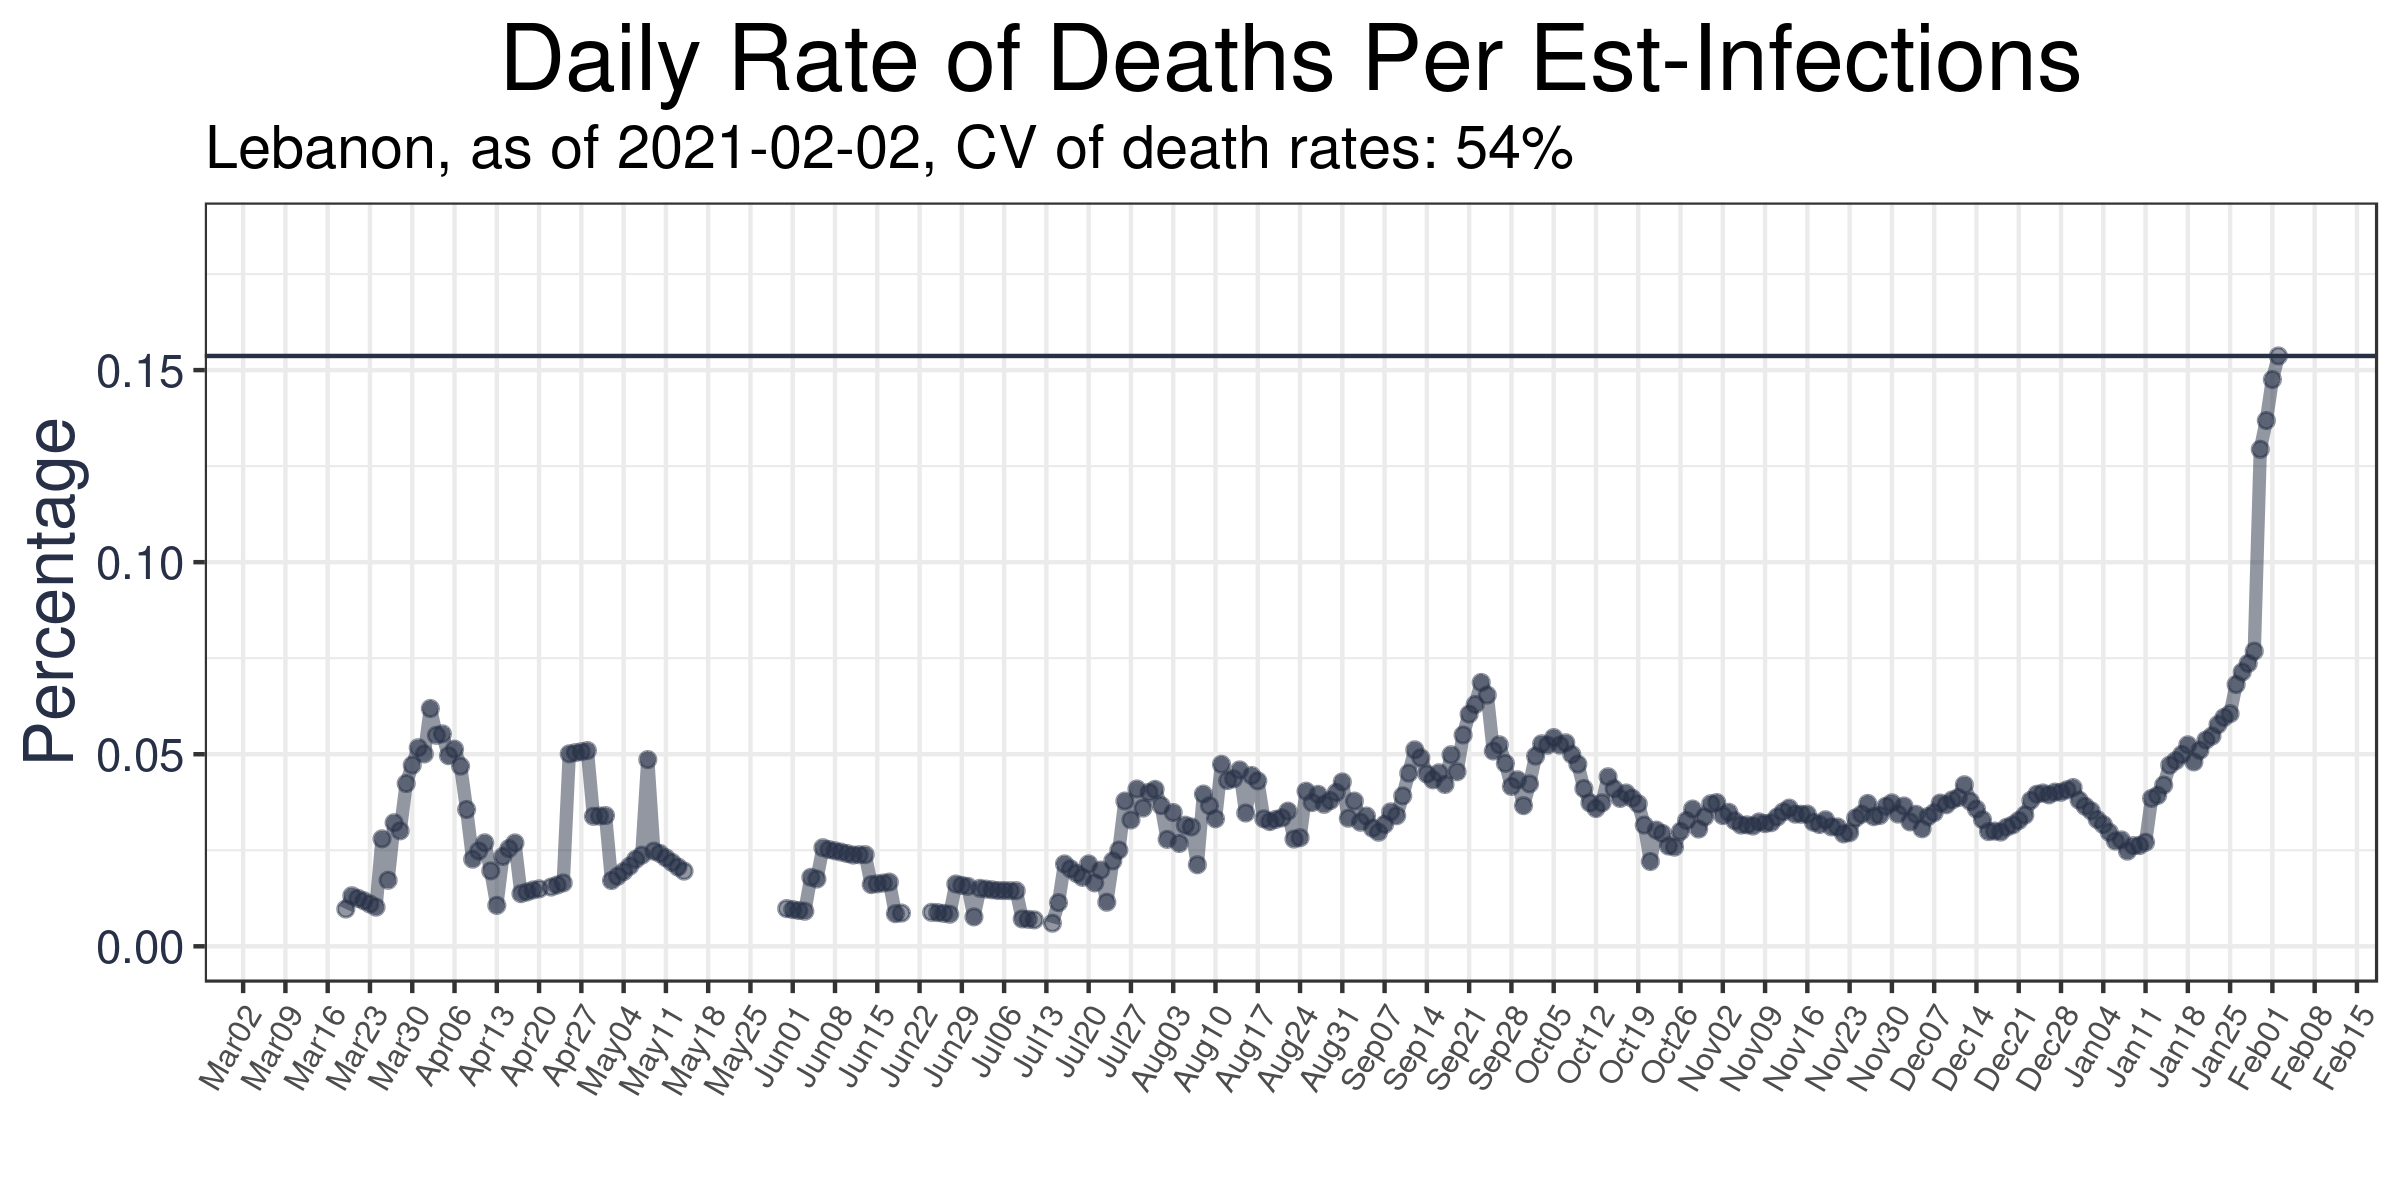 Daily Rate of Deaths Per Est-Infections
Lebanon, as of 2021-02-02, CV of death rates: 54%
Percentage
0.15
0.10
0.05
0.00
Mar02 Mar09 Mar16 Mar23 Mar30 Apr06 Apr13 Apr20 Apr27 May04 May11 May18 May25 Jun01 Jun08 Jun15 Jun22 Jun29 Jul06 Jul13 Jul20 Jul27 Aug03 Aug10 Aug17 Aug24 Aug31 Sep07 Sep14 Sep21 Sep28 Oct05 Oct12 Oct19 Oct26 Nov02 Nov09 Nov16 Nov23 Nov30 Dec07 Dec14 Dec21 Dec28 Jan04 Jan11 Jan18 Jan25 Feb01 Feb08 Feb15